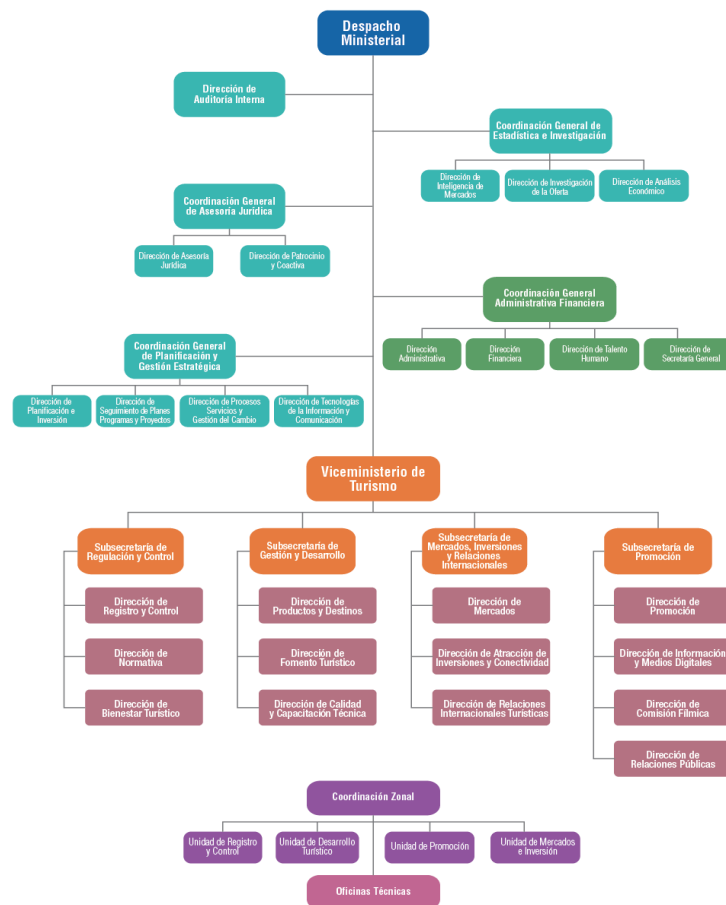 Despacho
Ministerial
Dirección de
Auditoría Interna
Coordinación General de
Estadística e Investigación
Dirección de
Inteligencia de
Mercados
Dirección de Investigación
de la Oferta
Dirección de Análisis
Económico
Coordinación General
de Asesoría Jurídica
Dirección de Asesoría
Jurídica
Dirección de Patrocinio
y Coactiva
Coordinación General
Administrativa Financiera
Dirección
Administrativa
Dirección
Financiera
Dirección de Talento
Humano
Dirección de
Secretaría General
Coordinación General
de Planificación y
Gestión Estratégica
Dirección de
Planificación e
Inversión
Dirección de
Seguimiento de Planes
Programas y Proyectos
Dirección de Procesos
Servicios y
Gestión del Cambio
Dirección de Tecnologías
de la Información y
Comunicación
Viceministerio de
Turismo
Subsecretaría de
Regulación y Control
Subsecretaría de
Gestión y Desarrollo
Subsecretaría de
Mercados, Inversiones
y Relaciones
Internacionales
Subsecretaría de
Promoción
Dirección de
Registro y Control
Dirección de
Normativa
Dirección de
Bienestar Turístico
Dirección de
Productos y Destinos
Dirección de
Fomento Turístico
Dirección de Calidad
y Capacitación Técnica
Dirección de
Mercados
Dirección de Atracción de
Inversiones y Conectividad
Dirección de Relaciones
Internacionales Turísticas
Dirección de
Promoción
Dirección de Información
y Medios Digitales
Dirección de
Comisión Fílmica
Dirección de
Relaciones Públicas
Coordinación Zonal
Unidad de Registro
y Control
Unidad de Desarrollo
Turístico
Unidad de Promoción
Unidad de Mercados
e Inversión
Oficinas Técnicas